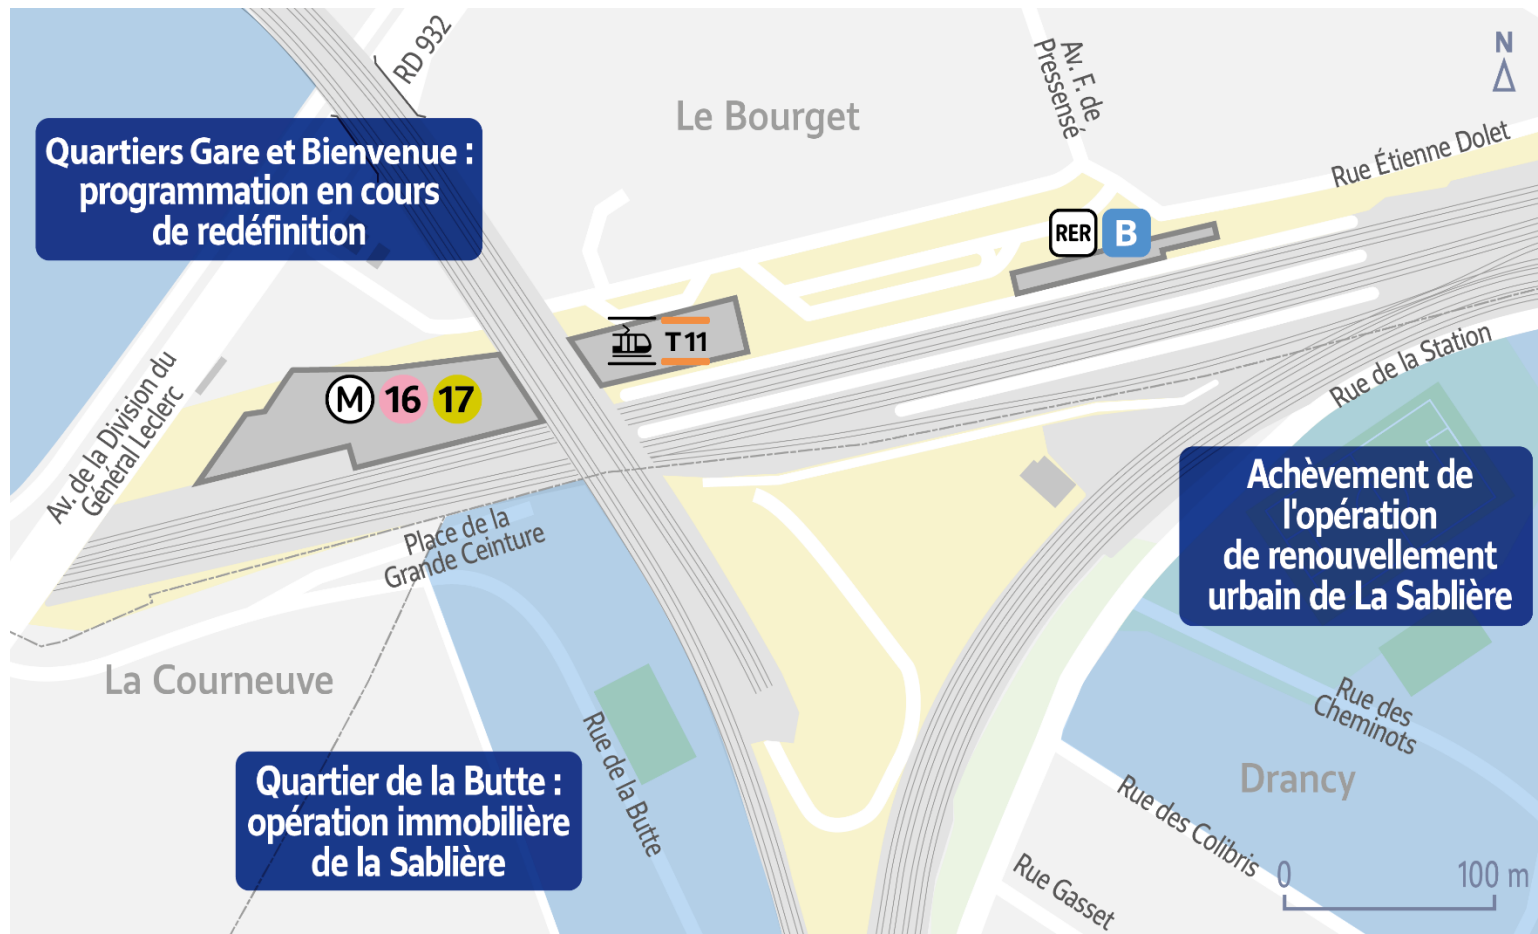 RD 932
N
Le Bourget
Av. F. de
Pressensé
Rue Étienne Dolet
Quartiers Gare et Bienvenue :
programmation en cours
de redéfinition
RER B
T11
M 16 17
Av. de la Division du
Général Leclerc
Rue de la Station
Place de la
Grande Ceinture
Achèvement de
l'opération
de renouvellement
urbain de La Sablière
La Courneuve
Rue des
Cheminots
Rue de la Butte
Quartier de la Butte :
opération immobilière
de la Sablière
Drancy
Rue des Colibris
Rue Gasset
0 100 m